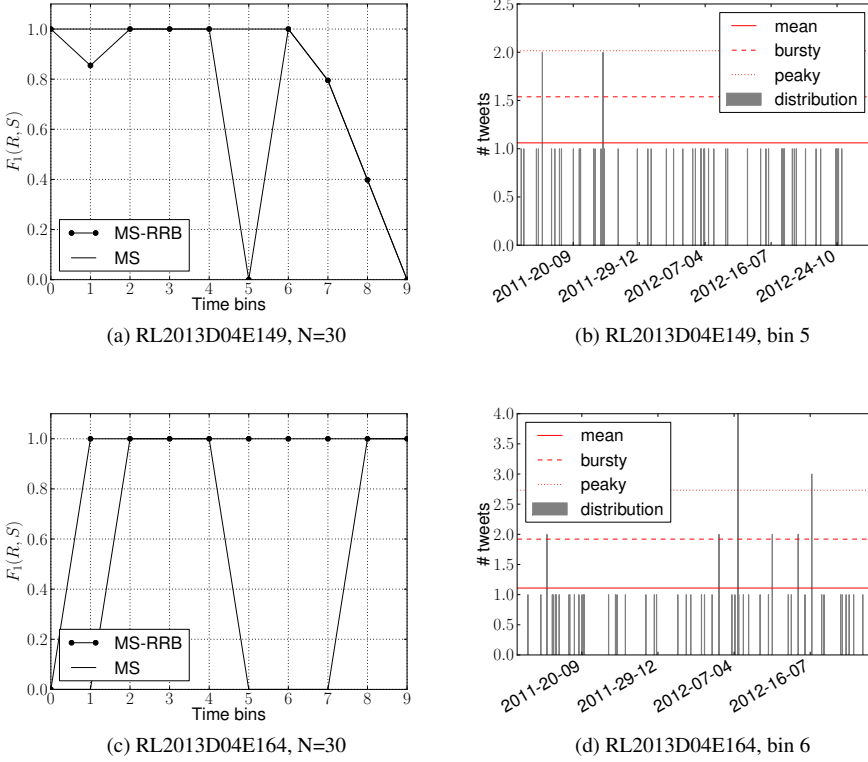 1.0
0.8
0.6
0.4
0.2
0.0
F₁(R, S)
MS-RRB
MS
0 1 2 3 4 5 6 7 8 9
Time bins
(a) RL2013D04E149, N=30
2.5
2.0
1.5
1.0
0.5
0.0
# tweets
mean
bursty
peaky
distribution
2011-20-09
2011-29-12
2012-07-04
2012-16-07
2012-24-10
(b) RL2013D04E149, bin 5
1.0
0.8
0.6
0.4
0.2
0.0
F₁(R, S)
MS-RRB
MS
0 1 2 3 4 5 6 7 8 9
Time bins
(c) RL2013D04E164, N=30
4.0
3.5
3.0
2.5
2.0
1.5
1.0
0.5
0.0
# tweets
mean
bursty
peaky
distribution
2011-20-09
2011-29-12
2012-07-04
2012-16-07
(d) RL2013D04E164, bin 6